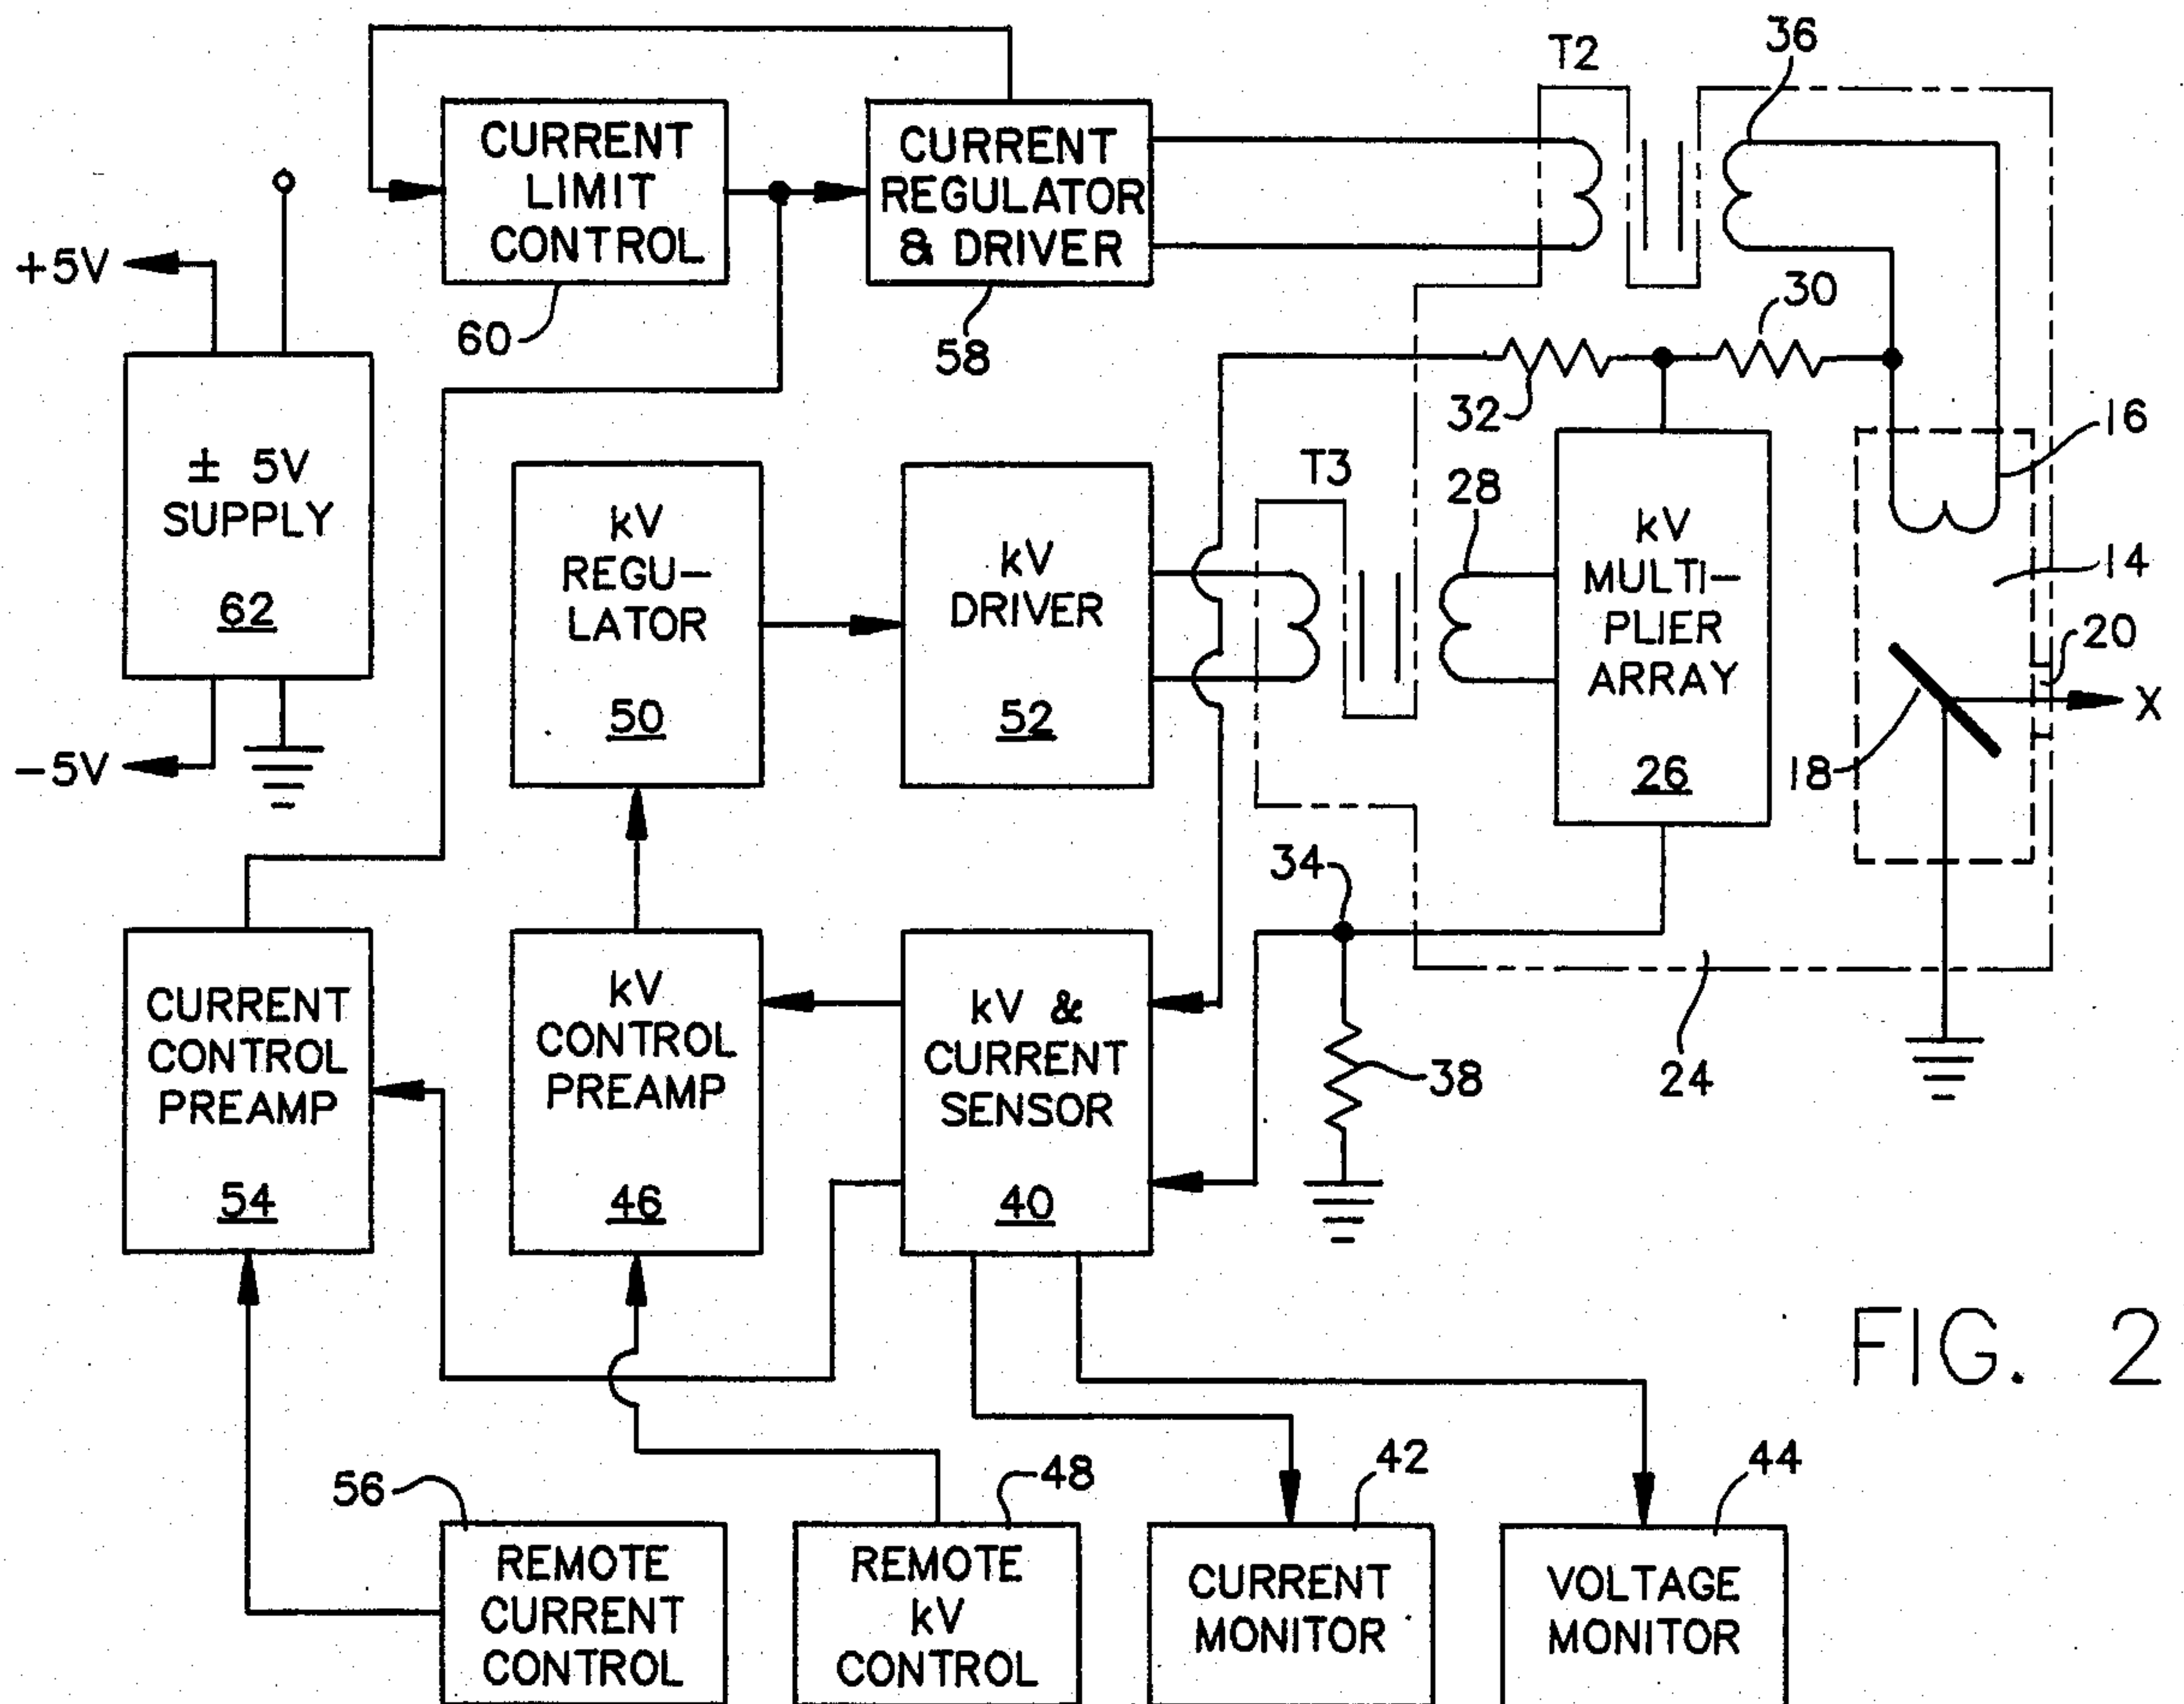 T2
36
CURRENT
LIMIT
CONTROL
60
CURRENT
REGULATOR
& DRIVER
58
+5V
± 5V
SUPPLY
62
-5V
30
32
16
T3
28
kV
REGU-
LATOR
50
kV
DRIVER
52
kV
MULTI-
PLIER
ARRAY
26
14
20
X
18
34
CURRENT
CONTROL
PREAMP
54
kV
CONTROL
PREAMP
46
kV &
CURRENT
SENSOR
40
38
24
FIG. 2
56
REMOTE
CURRENT
CONTROL
48
REMOTE
kV
CONTROL
42
CURRENT
MONITOR
44
VOLTAGE
MONITOR